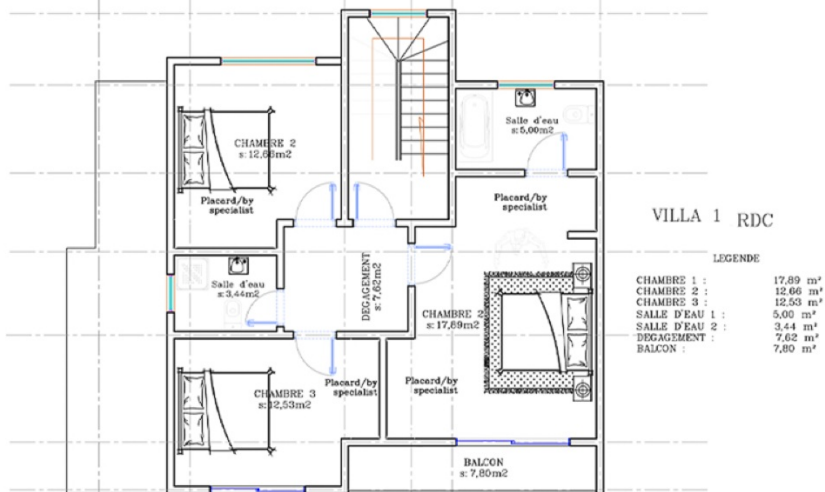 Salle d'eau
s: 5,00m2
CHAMBRE 2
s: 12,66m2
Placard/by
specialist
Placard/by
specialist
VILLA 1 RDC
LEGENDE
CHAMBRE 1 : 17,89 m²
CHAMBRE 2 : 12,66 m²
CHAMBRE 3 : 12,53 m²
SALLE D'EAU 1 : 5,00 m²
SALLE D'EAU 2 : 3,44 m²
DEGAGEMENT : 7,62 m²
BALCON : 7,80 m²
Salle d'eau
s: 3,44m2
DEGAGEMENT
s: 7,62m2
CHAMBRE 2
s: 17,89m2
Placard/by
specialist
Placard/by
specialist
CHAMBRE 3
s: 12,53m2
BALCON
s: 7,80m2